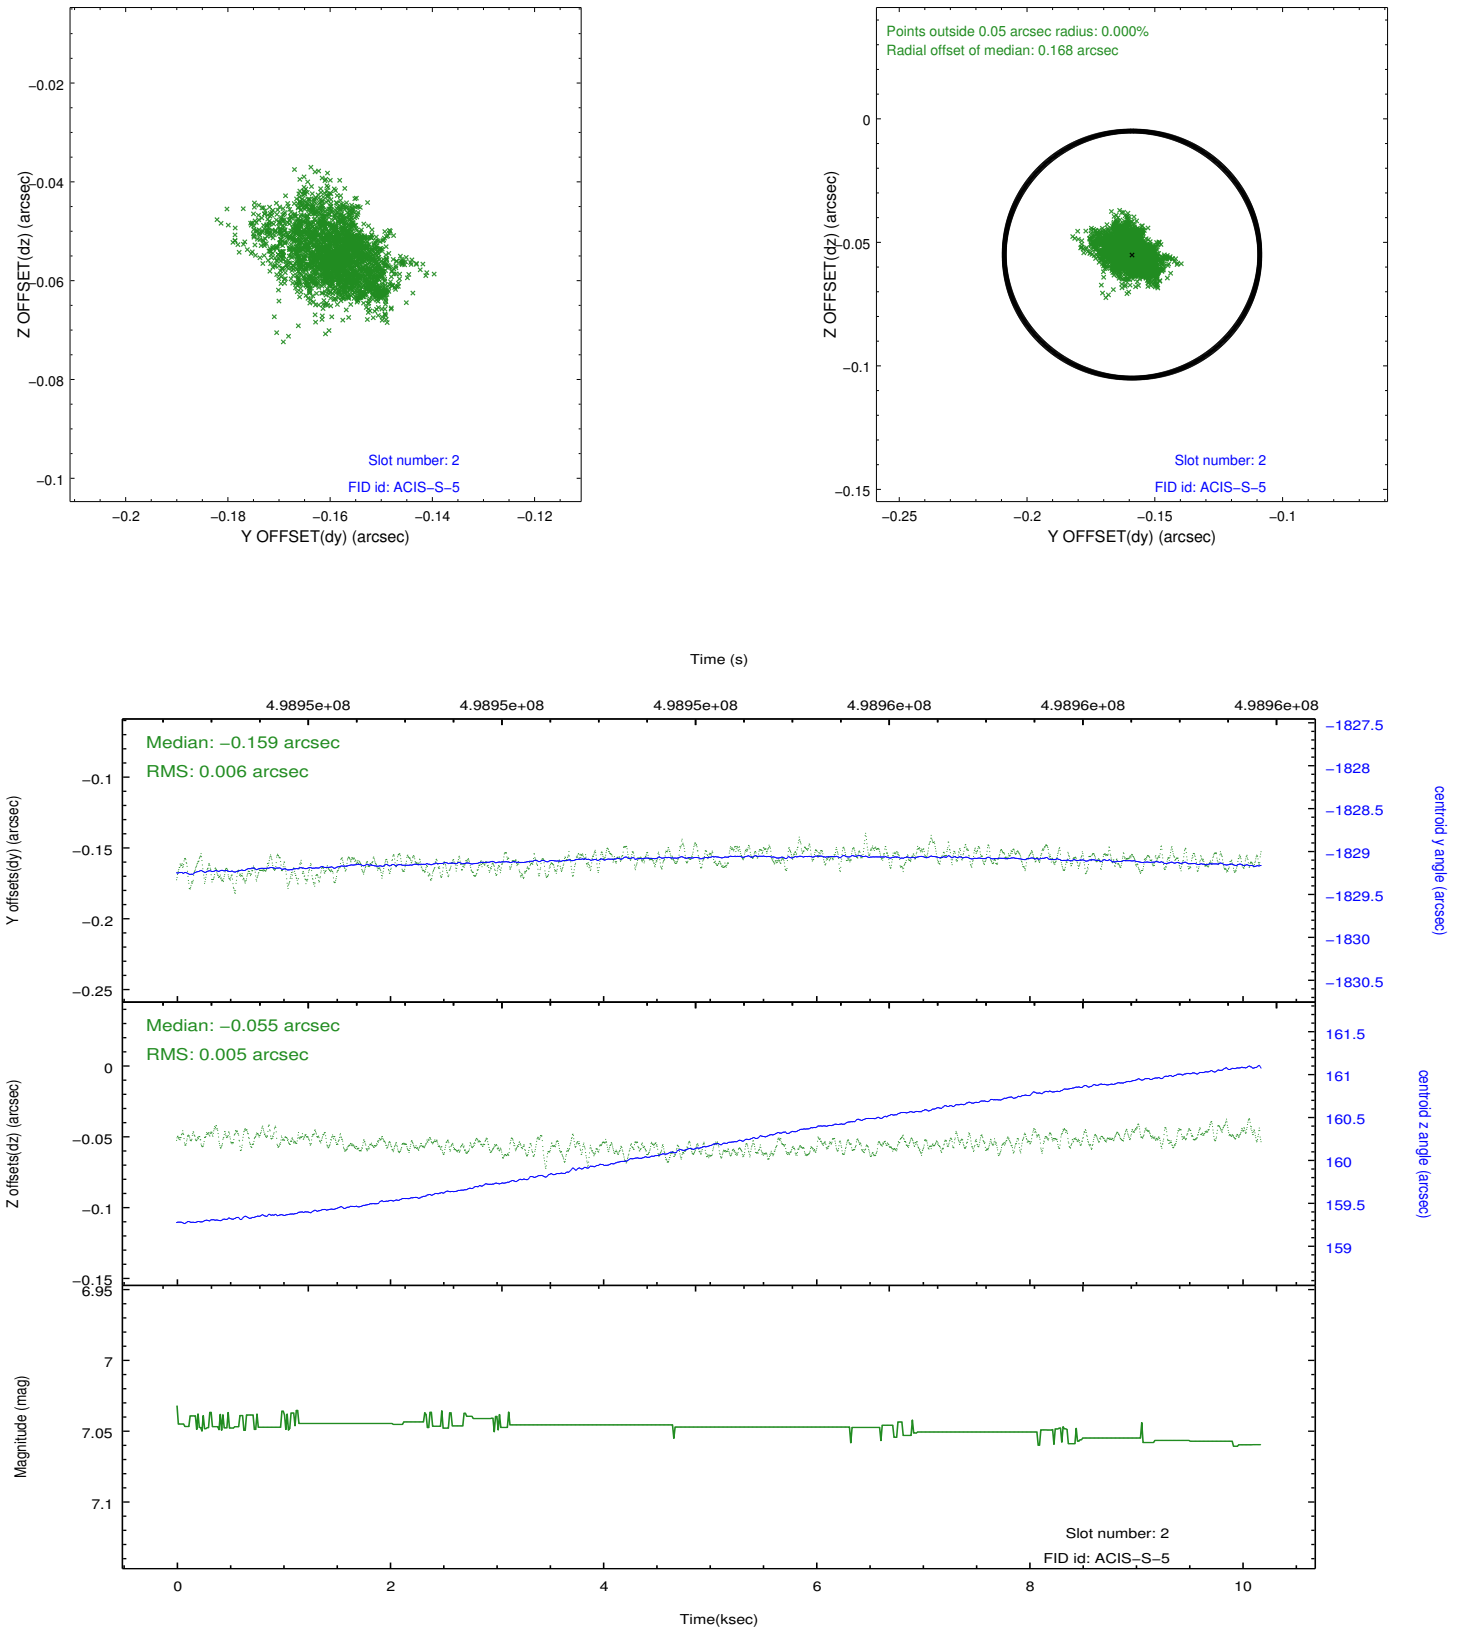 −0.02
−0.04
−0.06
−0.08
−0.1
Z OFFSET(dz) (arcsec)
Slot number: 2
FID id: ACIS−S−5
−0.2
−0.18
−0.16
−0.14
−0.12
Y OFFSET(dy) (arcsec)
Points outside 0.05 arcsec radius: 0.000%
Radial offset of median: 0.168 arcsec
0
−0.05
−0.1
−0.15
Z OFFSET(dz) (arcsec)
Slot number: 2
FID id: ACIS−S−5
−0.25
−0.2
−0.15
−0.1
Y OFFSET(dy) (arcsec)
Time (s)
4.9895e+08
4.9895e+08
4.9895e+08
4.9896e+08
4.9896e+08
4.9896e+08
Median: −0.159 arcsec
RMS: 0.006 arcsec
−0.1
−0.15
−0.2
−0.25
Y offsets(dy) (arcsec)
−1827.5
−1828
−1828.5
−1829
−1829.5
−1830
−1830.5
centroid y angle (arcsec)
Median: −0.055 arcsec
RMS: 0.005 arcsec
0
−0.05
−0.1
−0.15
Z offsets(dz) (arcsec)
161.5
161
160.5
160
159.5
159
centroid z angle (arcsec)
6.95
7
7.05
7.1
Magnitude (mag)
Slot number: 2
FID id: ACIS−S−5
0
2
4
6
8
10
Time(ksec)